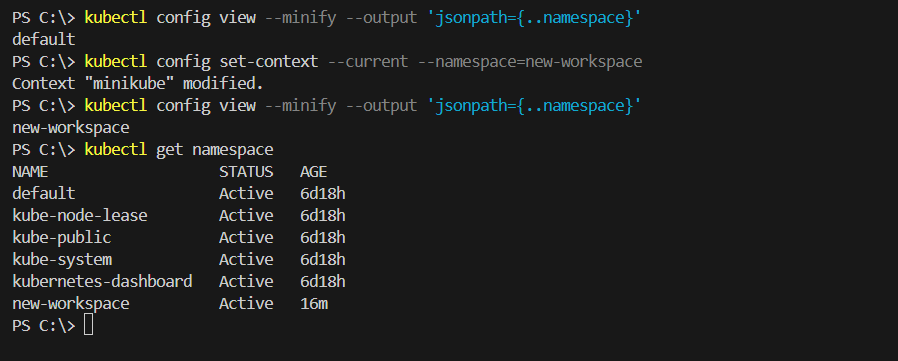 PS C:\> kubectl config view --minify --output 'jsonpath={..namespace}'
default
PS C:\> kubectl config set-context --current --namespace=new-workspace
Context "minikube" modified.
PS C:\> kubectl config view --minify --output 'jsonpath={..namespace}'
new-workspace
PS C:\> kubectl get namespace
NAME                   STATUS   AGE
default                Active   6d18h
kube-node-lease        Active   6d18h
kube-public            Active   6d18h
kube-system            Active   6d18h
kubernetes-dashboard   Active   6d18h
new-workspace          Active   16m
PS C:\>